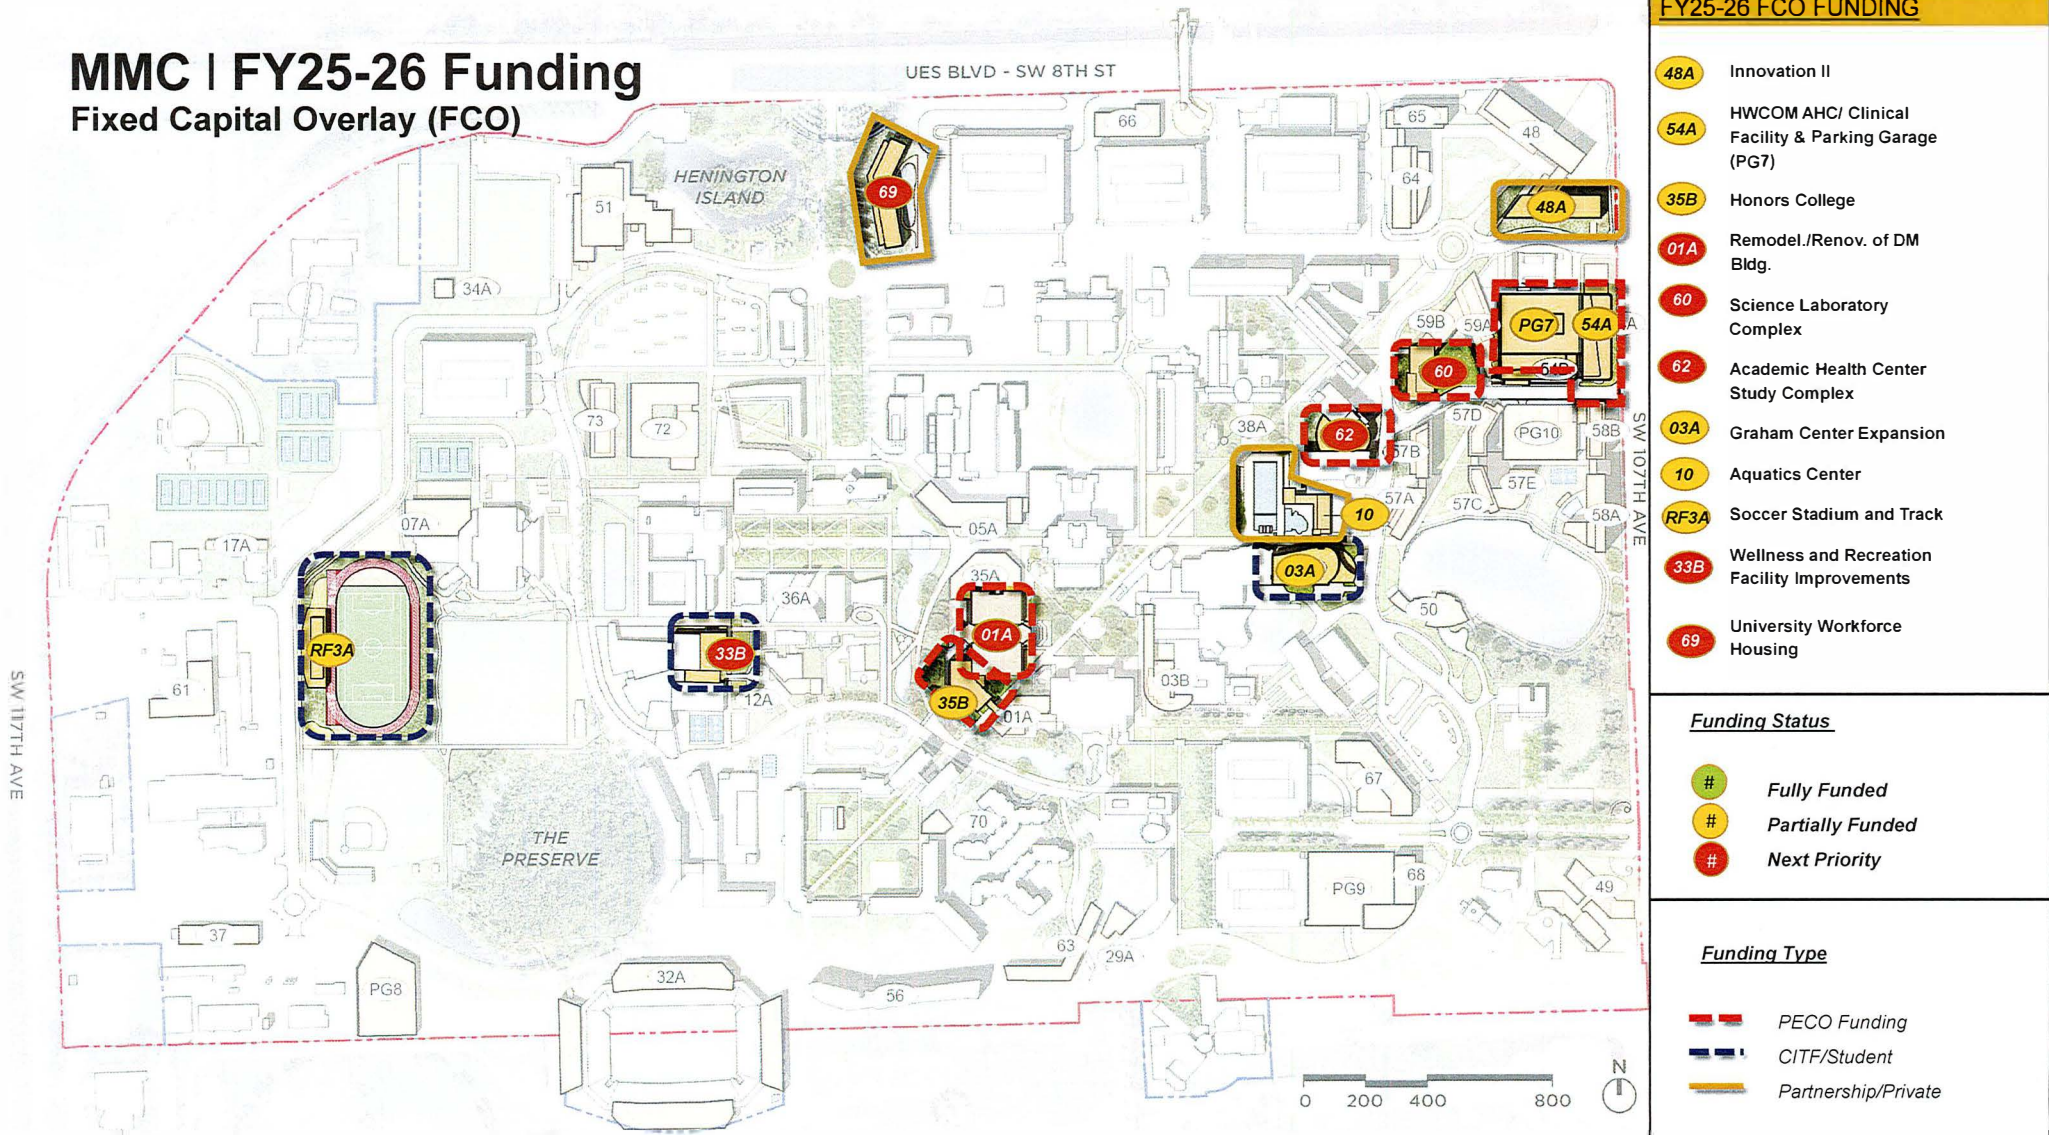 MMC | FY25-26 Funding
Fixed Capital Overlay (FCO)
UES BLVD - SW 8TH ST
HENINGTON
ISLAND
66
65
48
64
51
69
48A
34A
59B
59A
PG7
54A
60
73
72
38A
62
57B
57D
PG10
58B
SW 107TH AVE
57E
57A
57C
58A
10
07A
17A
05A
03A
35A
36A
50
RF3A
33B
01A
12A
35B
01A
03B
61
SW 117TH AVE
67
70
THE
PRESERVE
PG9
68
49
37
PG8
32A
56
63
29A
0 200 400 800
N
FY25-26 FCO FUNDING
48A Innovation II
54A HWCOM AHC/ Clinical
Facility & Parking Garage
(PG7)
35B Honors College
01A Remodel./Renov. of DM
Bldg.
60 Science Laboratory
Complex
62 Academic Health Center
Study Complex
03A Graham Center Expansion
10 Aquatics Center
RF3A Soccer Stadium and Track
33B Wellness and Recreation
Facility Improvements
69 University Workforce
Housing
Funding Status
# Fully Funded
# Partially Funded
# Next Priority
Funding Type
PECO Funding
CITF/Student
Partnership/Private